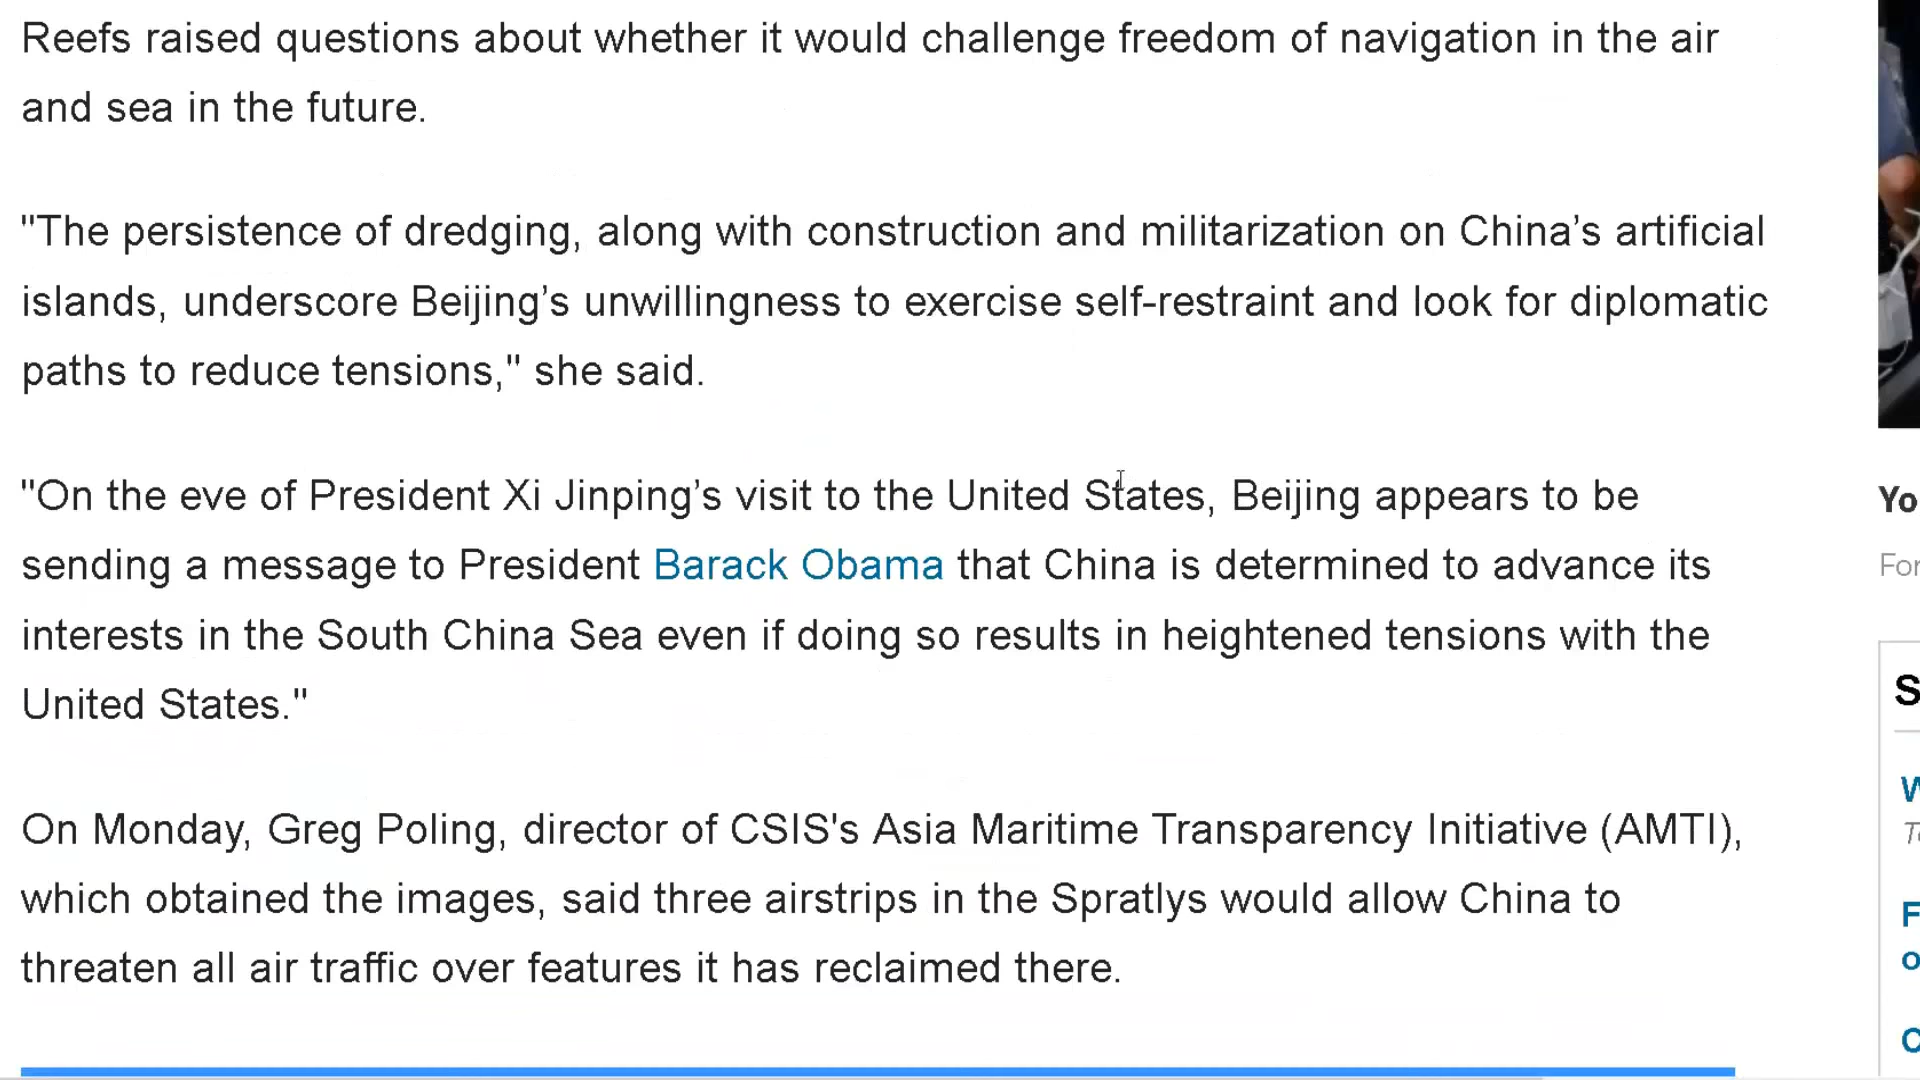 Reefs raised questions about whether it would challenge freedom of navigation in the air
and sea in the future.
"The persistence of dredging, along with construction and militarization on China’s artificial
islands, underscore Beijing’s unwillingness to exercise self-restraint and look for diplomatic
paths to reduce tensions," she said.
"On the eve of President Xi Jinping’s visit to the United States, Beijing appears to be
sending a message to President Barack Obama that China is determined to advance its
interests in the South China Sea even if doing so results in heightened tensions with the
United States."
On Monday, Greg Poling, director of CSIS's Asia Maritime Transparency Initiative (AMTI),
which obtained the images, said three airstrips in the Spratlys would allow China to
threaten all air traffic over features it has reclaimed there.